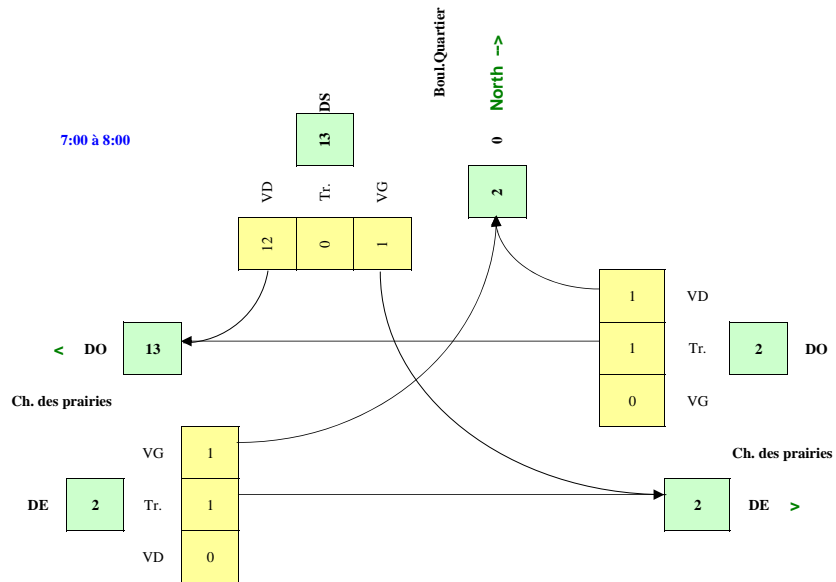 Boul.Quartier
North -->
DS
7:00 à 8:00
13
0
2
VD
Tr.
VG
12
0
1
1
VD
< DO
13
1
Tr.
2
DO
Ch. des prairies
0
VG
VG
1
Ch. des prairies
DE
2
Tr.
1
2
DE >
VD
0